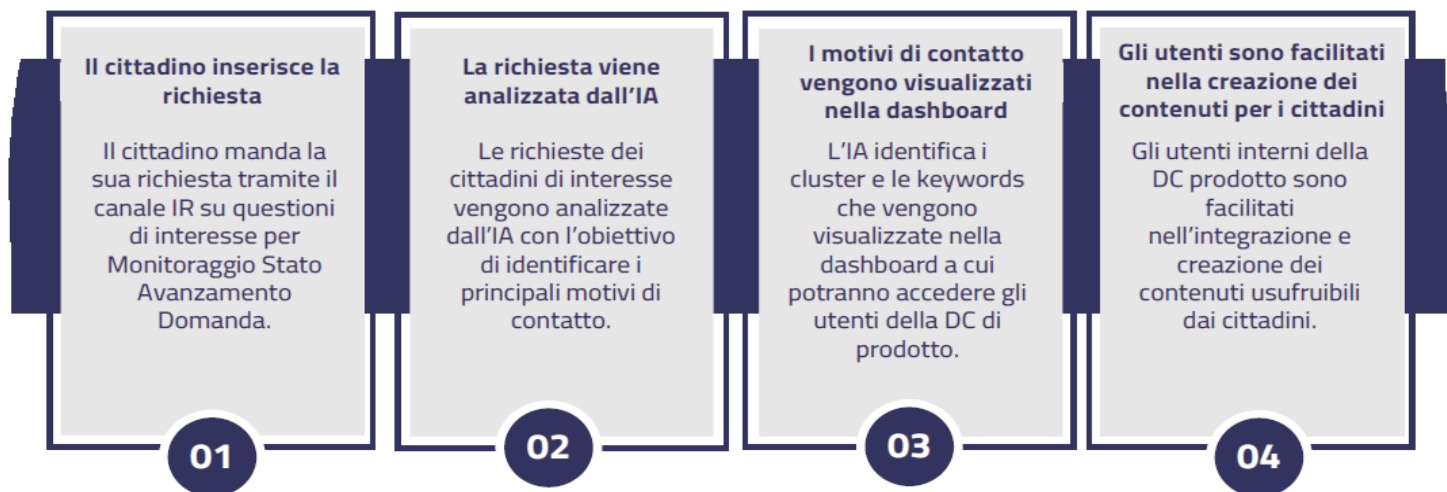 Il cittadino inserisce la
richiesta
Il cittadino manda la
sua richiesta tramite il
canale IR su questioni
di interesse per
Monitoraggio Stato
Avanzamento
Domanda.
01
La richiesta viene
analizzata dall'IA
Le richieste dei
cittadini di interesse
vengono analizzate
dall'IA con l'obiettivo
di identificare i
principali motivi di
contatto.
02
I motivi di contatto
vengono visualizzati
nella dashboard
L'IA identifica i
cluster e le keywords
che vengono
visualizzate nella
dashboard a cui
potranno accedere gli
utenti della DC di
prodotto.
03
Gli utenti sono facilitati
nella creazione dei
contenuti per i cittadini
Gli utenti interni della
DC prodotto sono
facilitati
nell'integrazione e
creazione dei
contenuti usufruibili
dai cittadini.
04